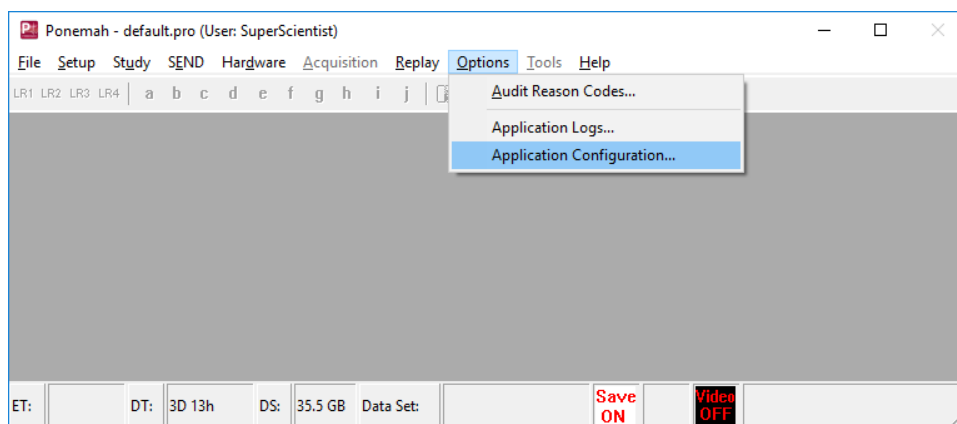 Ponemah - default.pro (User: SuperScientist)
File Setup Study SEND Hardware Acquisition Replay Options Tools Help
LR1 LR2 LR3 LR4 a b c d e f g h i j
Audit Reason Codes...
Application Logs...
Application Configuration...
ET: DT: 3D 13h DS: 35.5 GB Data Set: Save ON Video OFF